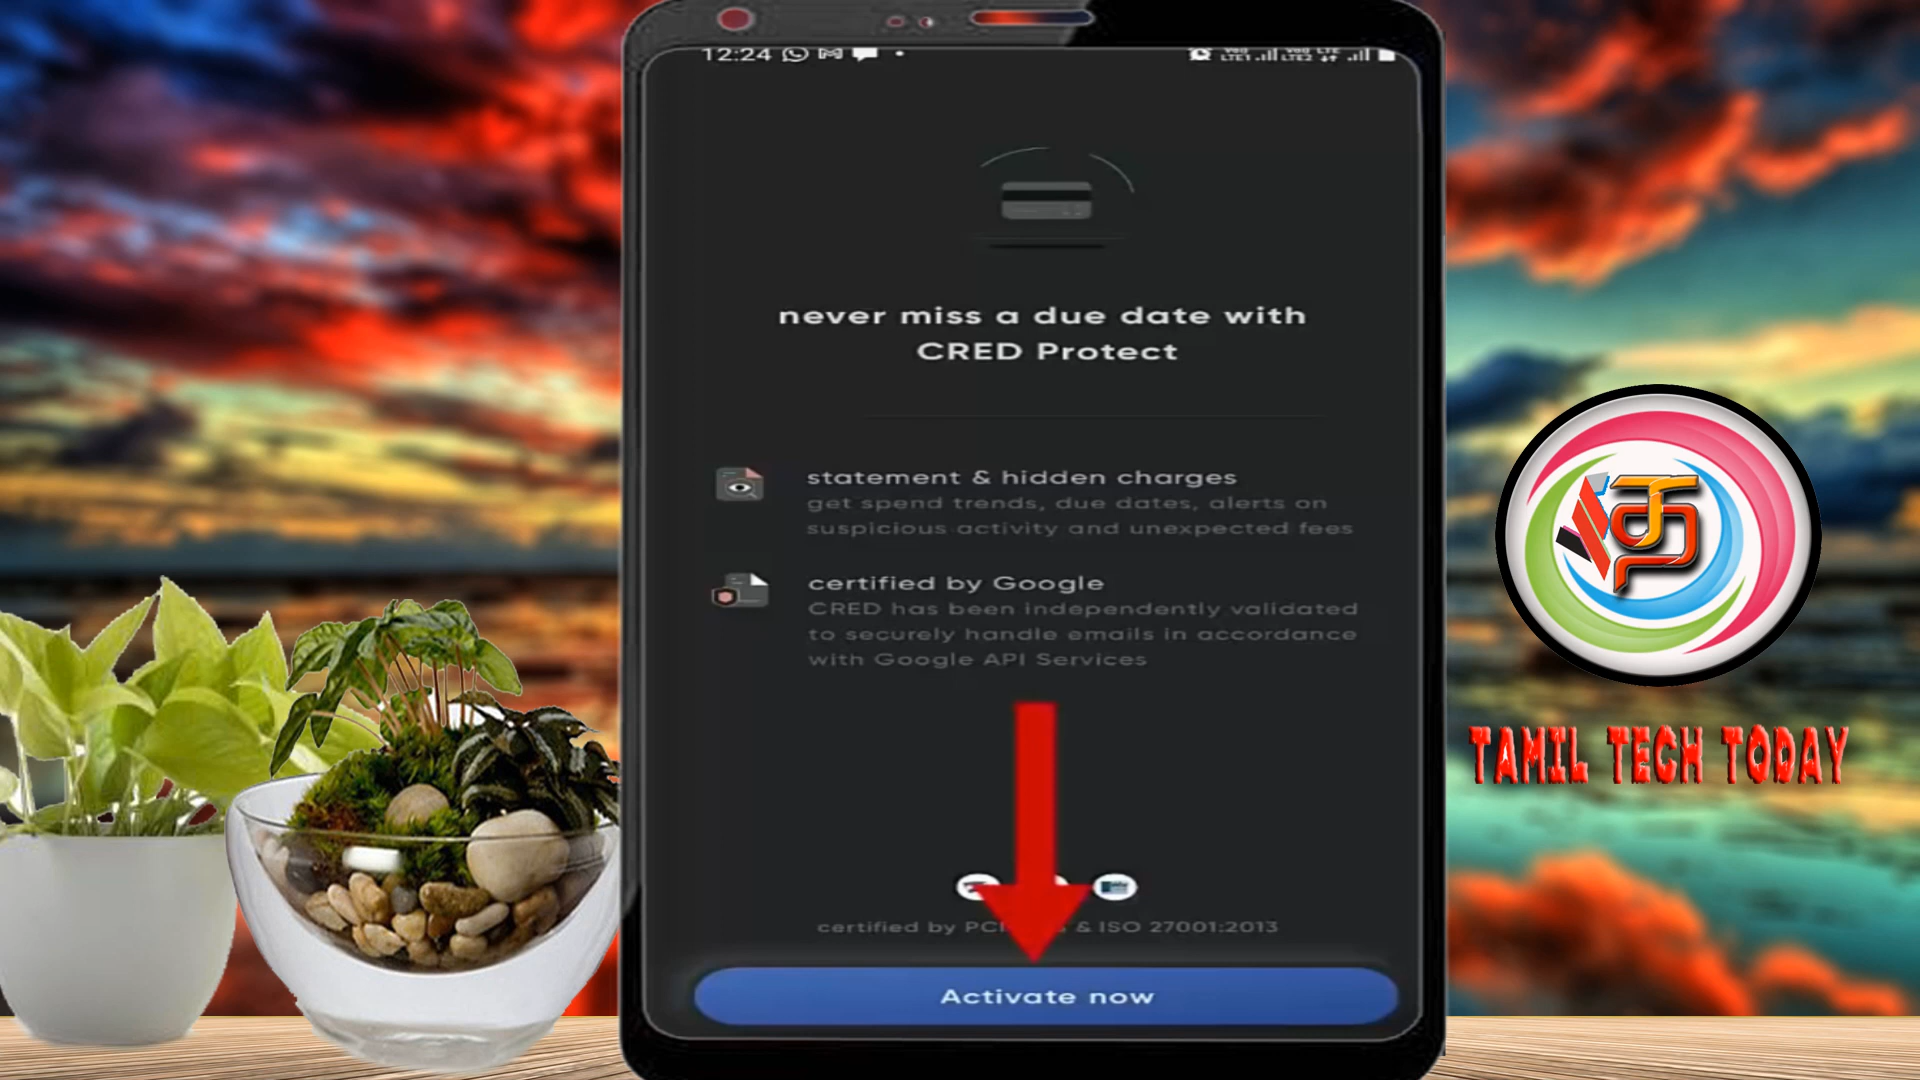 12:24
never miss a due date with
CRED Protect
statement & hidden charges
get spend trends, due dates, alerts on
suspicious activity and unexpected fees
certified by Google
CRED has been independently validated
to securely handle emails in accordance
with Google API Services
certified by & ISO 27001:2013
Activate now
TAMIL TECH TODAY